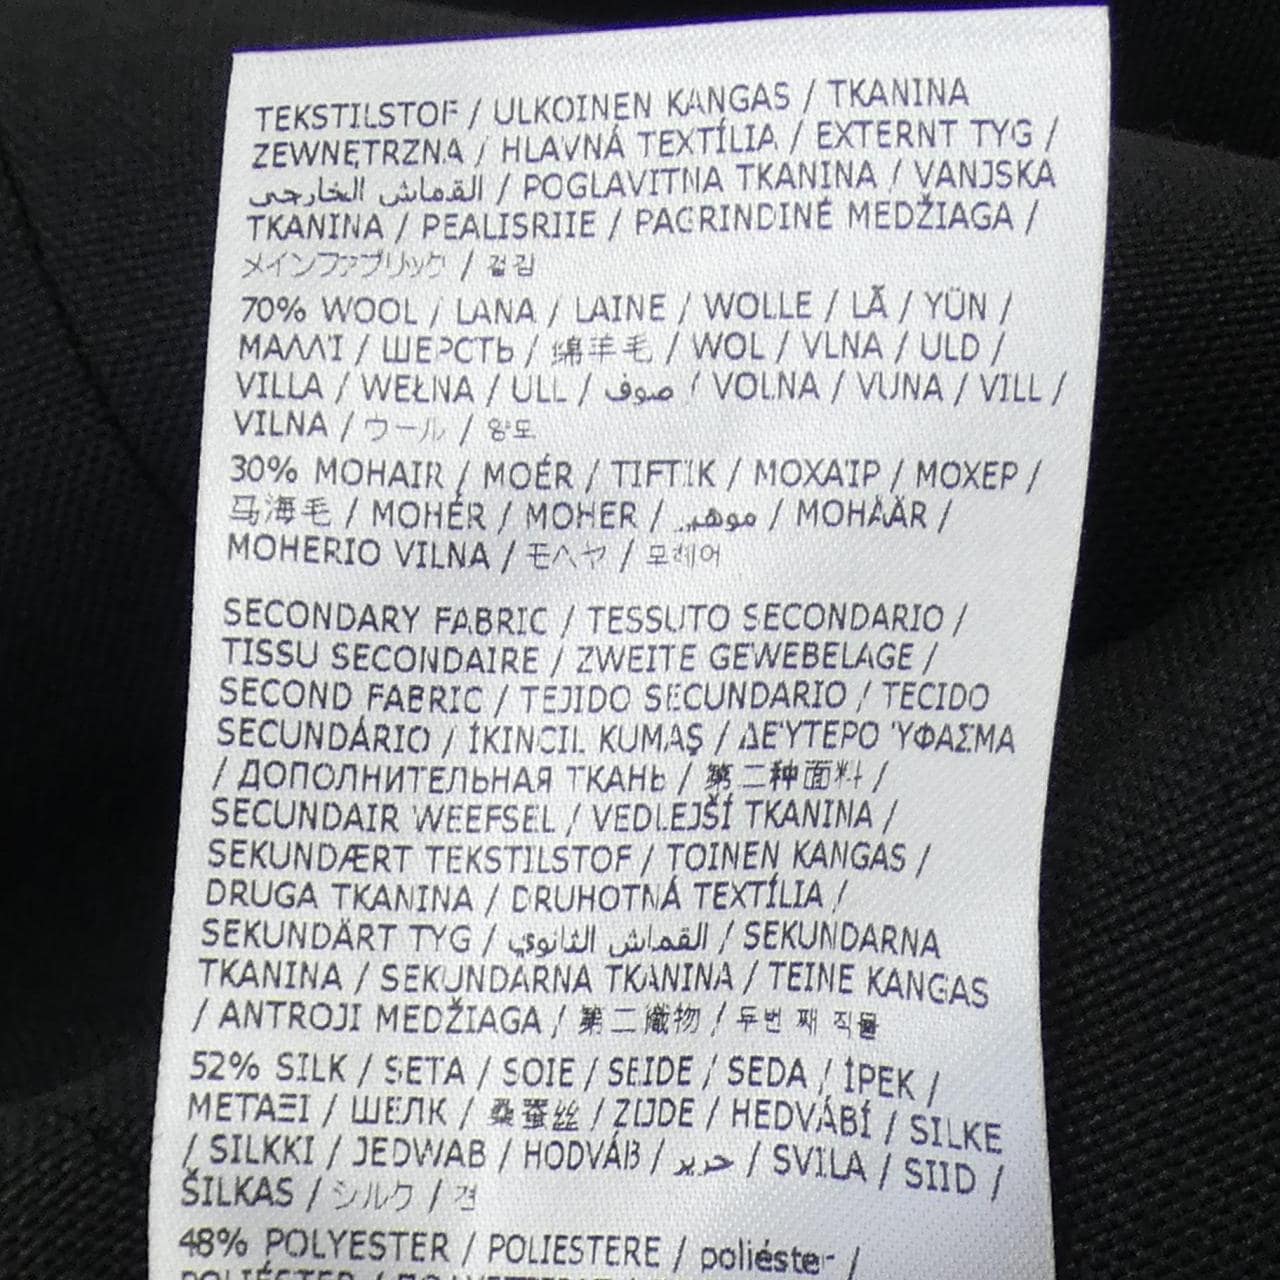 TEKSTILSTOF / ULKOINEN KANGAS / TKANINA
ZEWNĘTRZNA / HLAVNÁ TEXTÍLIA / EXTERNT TYG /
القماش الخارجي / POGLAVITNA TKANINA / VANJSKA
TKANINA / PEALISRIIE / PAGRINDINĖ MEDŽIAGA /
メインファブリック / 겉감
70% WOOL / LANA / LAINE / WOLLE / LÃ / YÜN /
ΜΑΛΛΊ / ШЕРСТЬ / 绵羊毛 / WOL / VLNA / ULD /
VILLA / WEŁNA / ULL / صوف / VOLNA / VUNA / VILL /
VILNA / ウール / 양모
30% MOHAIR / MOÉR / TIFTIK / ΜΟΧΑΊΡ / МОХЕР /
马海毛 / MOHÉR / MOHER / موهير / MOHÄÄR /
MOHERIO VILNA / モヘヤ / 모헤어
SECONDARY FABRIC / TESSUTO SECONDARIO /
TISSU SECONDAIRE / ZWEITE GEWEBELAGE /
SECOND FABRIC / TEJIDO SECUNDARIO / TECIDO
SECUNDÁRIO / İKINCIL KUMAŞ / ΔΕΎΤΕΡΟ ΎΦΑΣΜΑ
/ ДОПОЛНИТЕЛЬНАЯ ТКАНЬ / 第二种面料 /
SECUNDAIR WEEFSEL / VEDLEJŠÍ TKANINA /
SEKUNDÆRT TEKSTILSTOF / TOINEN KANGAS /
DRUGA TKANINA / DRUHOTNÁ TEXTÍLIA /
SEKUNDÄRT TYG / القماش الثانوي / SEKUNDARNA
TKANINA / SEKUNDARNA TKANINA / TEINE KANGAS
/ ANTROJI MEDŽIAGA / 第二織物 / 두번 째 직물
52% SILK / SETA / SOIE / SEIDE / SEDA / İPEK /
ΜΕΤΑΞΙ / ШЕЛК / 桑蚕丝 / ZIJDE / HEDVÁBÍ / SILKE
/ SILKKI / JEDWAB / HODVÁB / حرير / SVILA / SIID /
ŠILKAS / シルク / 견
48% POLYESTER / POLIESTERE / poliéster /